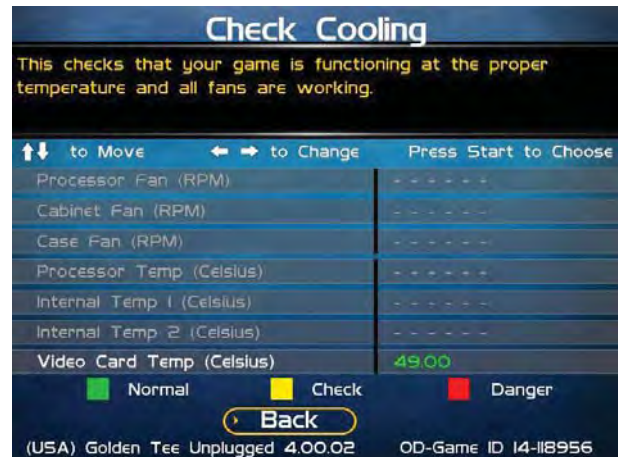 Check Cooling
This checks that your game is functioning at the proper
temperature and all fans are working.
to Move to Change Press Start to Choose
Processor Fan (RPM) - - - - - -
Cabinet Fan (RPM) - - - - - -
Case Fan (RPM) - - - - - -
Processor Temp (Celsius) - - - - - -
Internal Temp 1 (Celsius) - - - - - -
Internal Temp 2 (Celsius) - - - - - -
Video Card Temp (Celsius) 49.00
Normal Check Danger
Back
(USA) Golden Tee Unplugged 4.00.02 OD-Game ID 14-118956